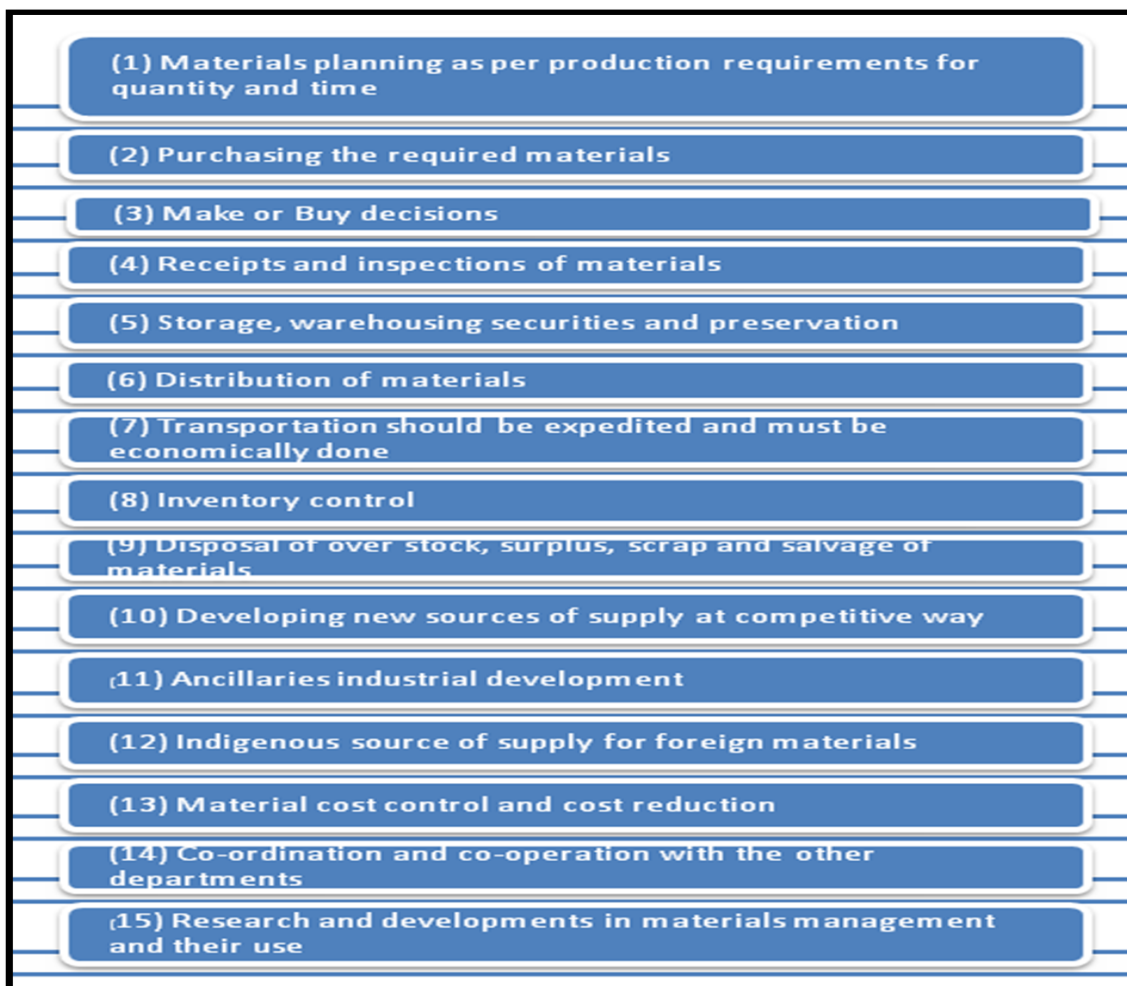 (1) Materials planning as per production requirements for
quantity and time
(2) Purchasing the required materials
(3) Make or Buy decisions
(4) Receipts and inspections of materials
(5) Storage, warehousing securities and preservation
(6) Distribution of materials
(7) Transportation should be expedited and must be
economically done
(8) Inventory control
(9) Disposal of over stock, surplus, scrap and salvage of
materials
(10) Developing new sources of supply at competitive way
(11) Ancillaries industrial development
(12) Indigenous source of supply for foreign materials
(13) Material cost control and cost reduction
(14) Co-ordination and co-operation with the other
departments
(15) Research and developments in materials management
and their use